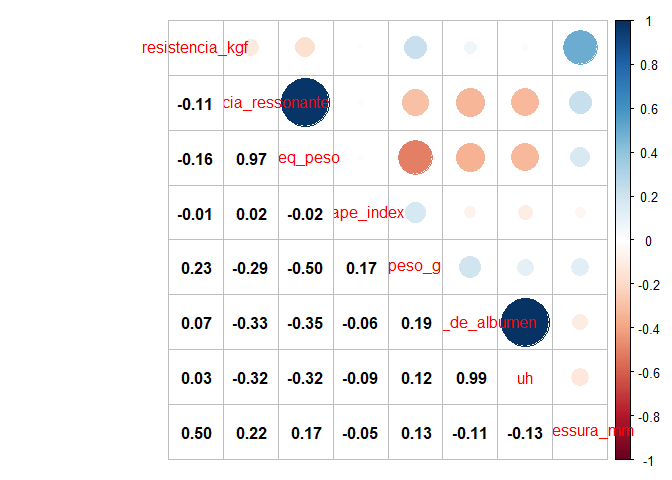 resistencia_kgf 1
-0.11 cia_ressonante 0.8
-0.16 0.97 eq_peso 0.6
-0.01 0.02 -0.02 ape_index 0.4
0.2
0.23 -0.29 -0.50 0.17 peso_g 0
-0.2
0.07 -0.33 -0.35 -0.06 0.19 _de_albumen -0.4
0.03 -0.32 -0.32 -0.09 0.12 0.99 uh -0.6
-0.8
0.50 0.22 0.17 -0.05 0.13 -0.11 -0.13 essura_mm -1